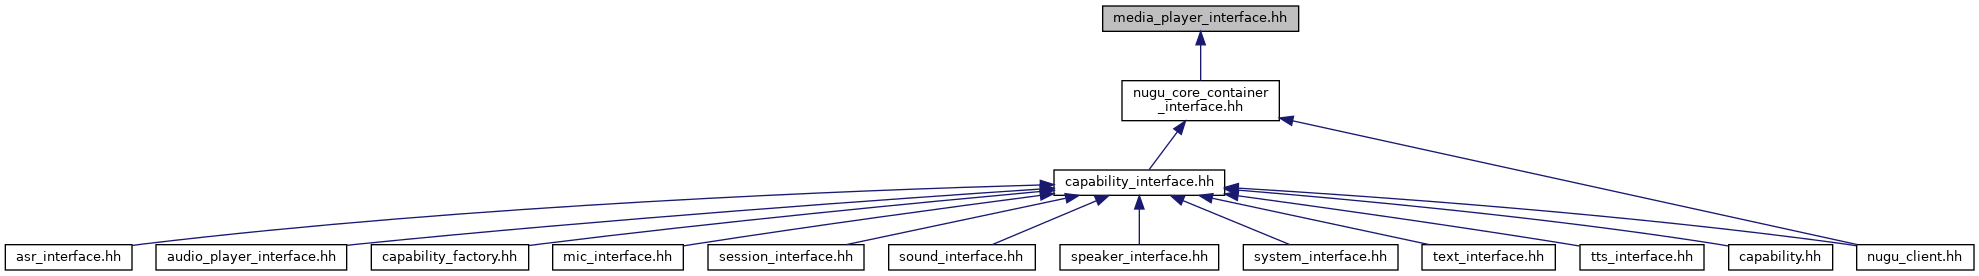 media_player_interface.hh
nugu_core_container
_interface.hh
capability_interface.hh
asr_interface.hh
audio_player_interface.hh
capability_factory.hh
mic_interface.hh
session_interface.hh
sound_interface.hh
speaker_interface.hh
system_interface.hh
text_interface.hh
tts_interface.hh
capability.hh
nugu_client.hh